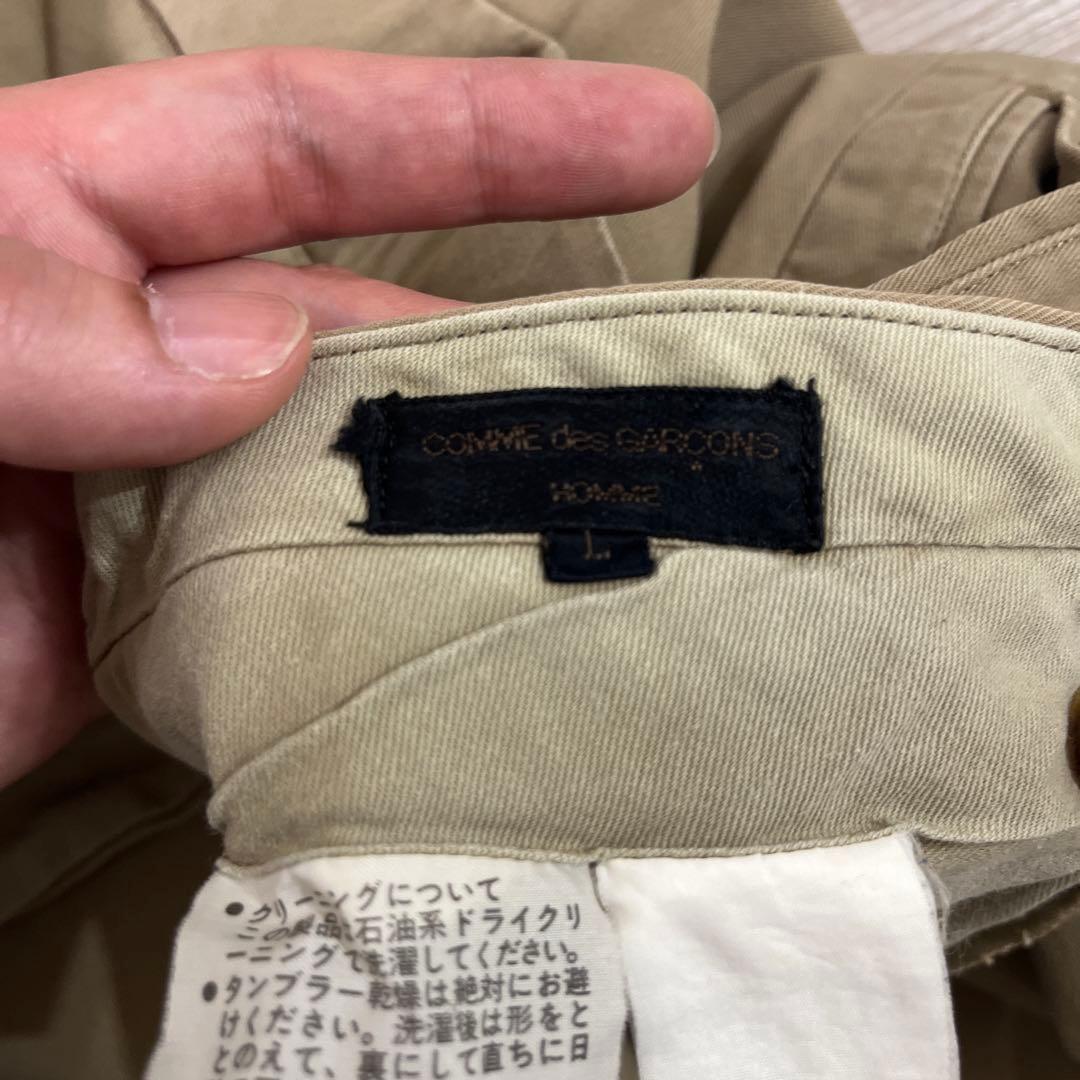 COMME des GARÇONS
HOMME
L
●クリーニングについて
この製品は石油系ドライクリ
ーニングで洗濯してください。
●タンブラー乾燥は絶対にお避
けください。洗濯後は形をと
とのえて、裏にして直ちに日